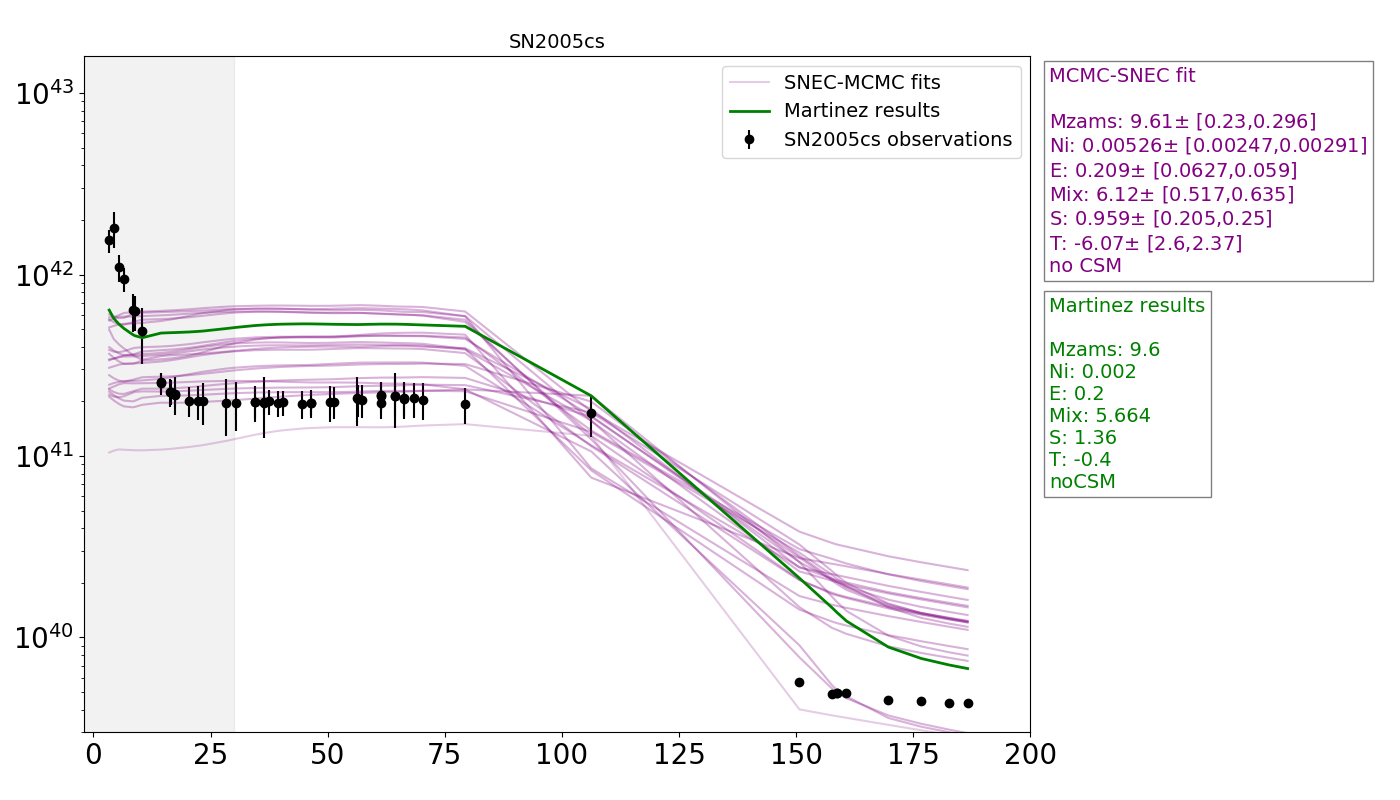 SN2005cs
10^43
10^42
10^41
10^40
0 25 50 75 100 125 150 175 200
SNEC-MCMC fits
Martinez results
SN2005cs observations
MCMC-SNEC fit
Mzams: 9.61± [0.23,0.296]
Ni: 0.00526± [0.00247,0.00291]
E: 0.209± [0.0627,0.059]
Mix: 6.12± [0.517,0.635]
S: 0.959± [0.205,0.25]
T: -6.07± [2.6,2.37]
no CSM
Martinez results
Mzams: 9.6
Ni: 0.002
E: 0.2
Mix: 5.664
S: 1.36
T: -0.4
noCSM